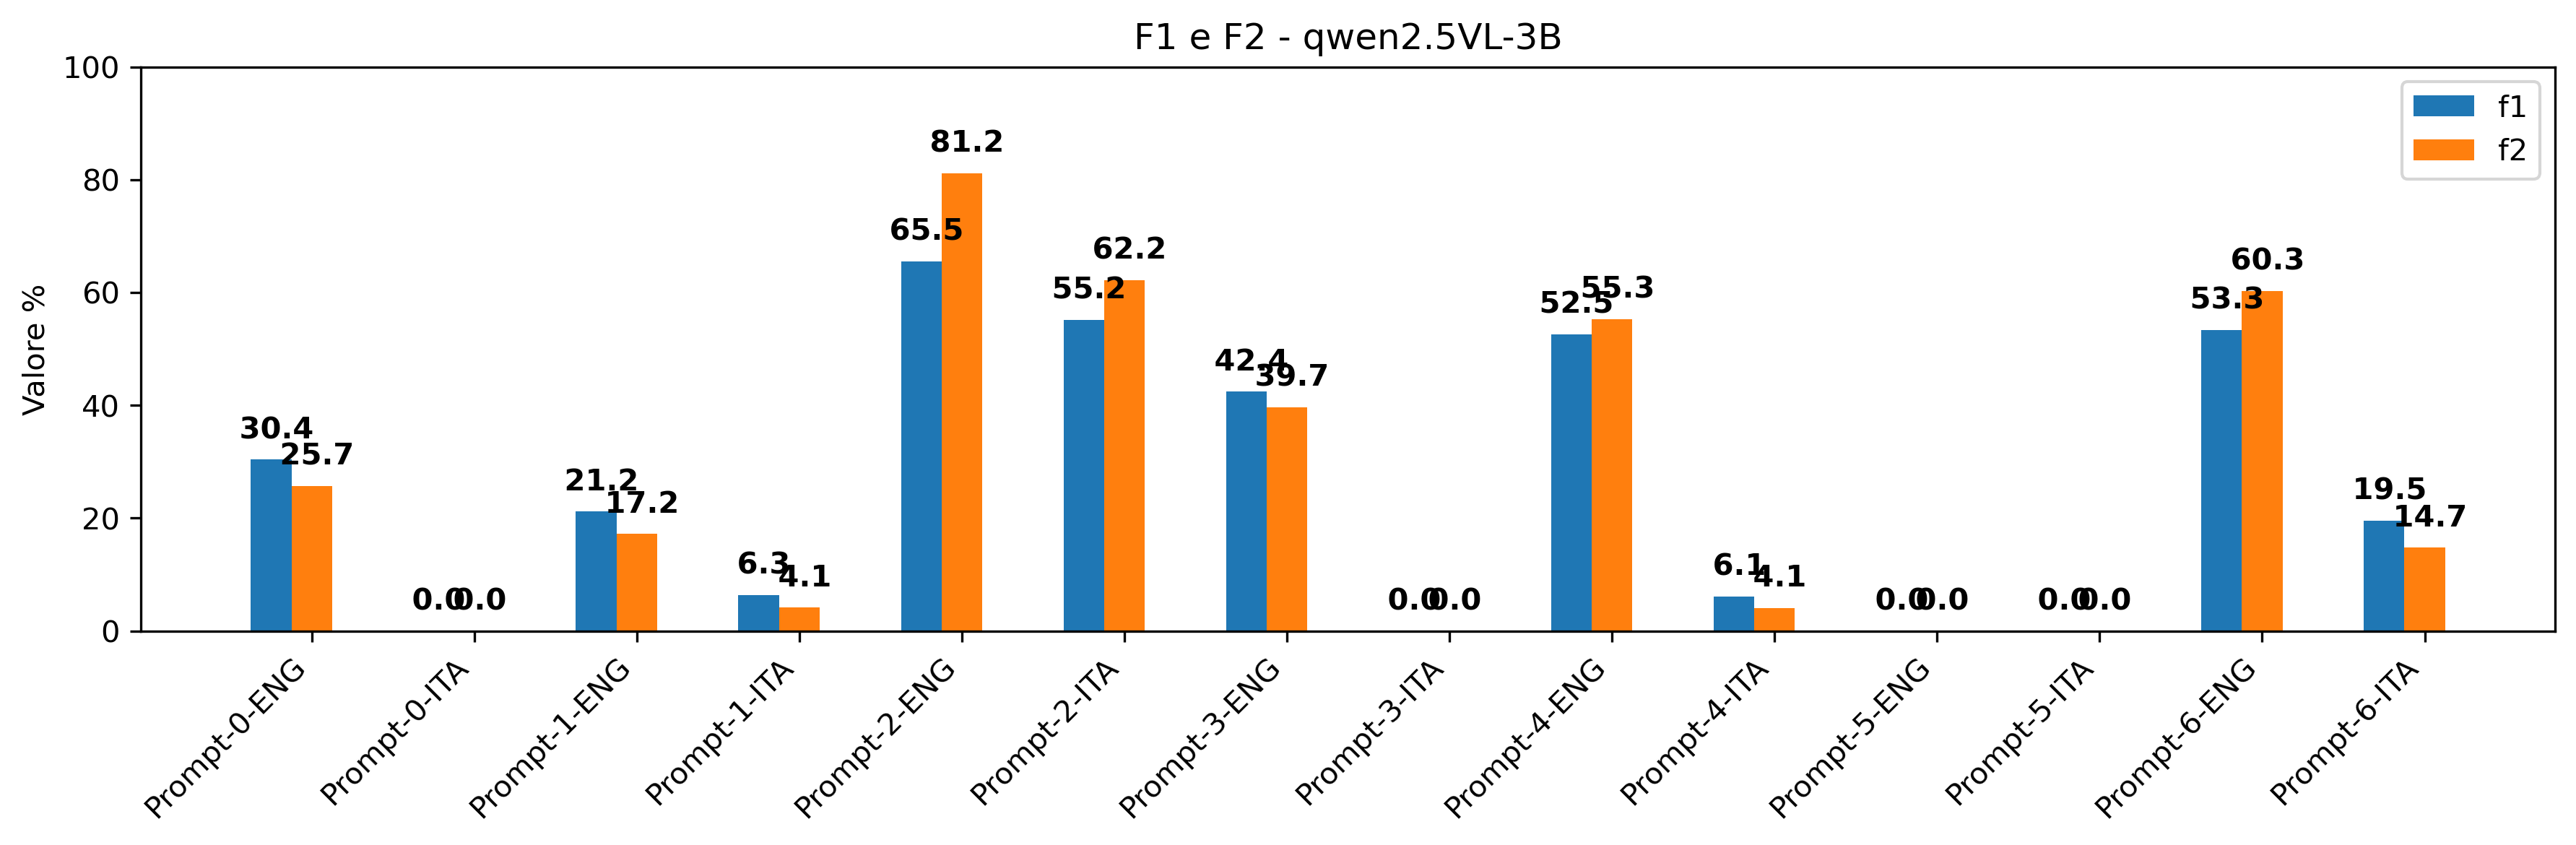 F1 e F2 - qwen2.5VL-3B
Valore %
100
80
60
40
20
0
f1
f2
30.4
25.7
0.0
0.0
21.2
17.2
6.3
4.1
65.5
81.2
55.2
62.2
42.4
39.7
0.0
0.0
52.5
55.3
6.1
4.1
0.0
0.0
0.0
0.0
53.3
60.3
19.5
14.7
Prompt-0-ENG
Prompt-0-ITA
Prompt-1-ENG
Prompt-1-ITA
Prompt-2-ENG
Prompt-2-ITA
Prompt-3-ENG
Prompt-3-ITA
Prompt-4-ENG
Prompt-4-ITA
Prompt-5-ENG
Prompt-5-ITA
Prompt-6-ENG
Prompt-6-ITA